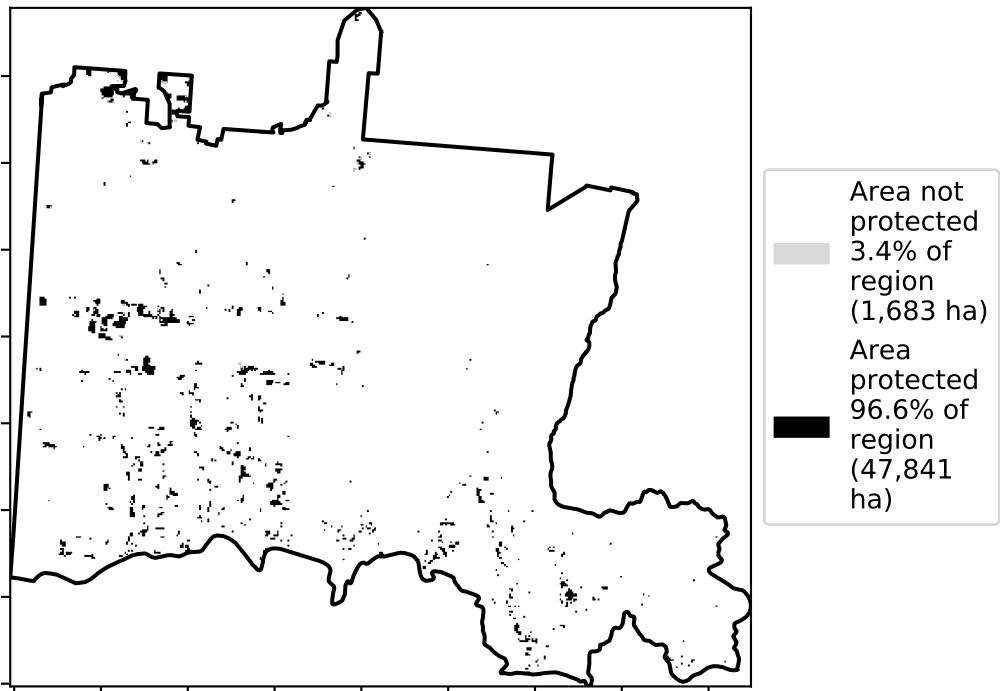 Area not
protected
3.4% of
region
(1,683 ha)
Area
protected
96.6% of
region
(47,841
ha)